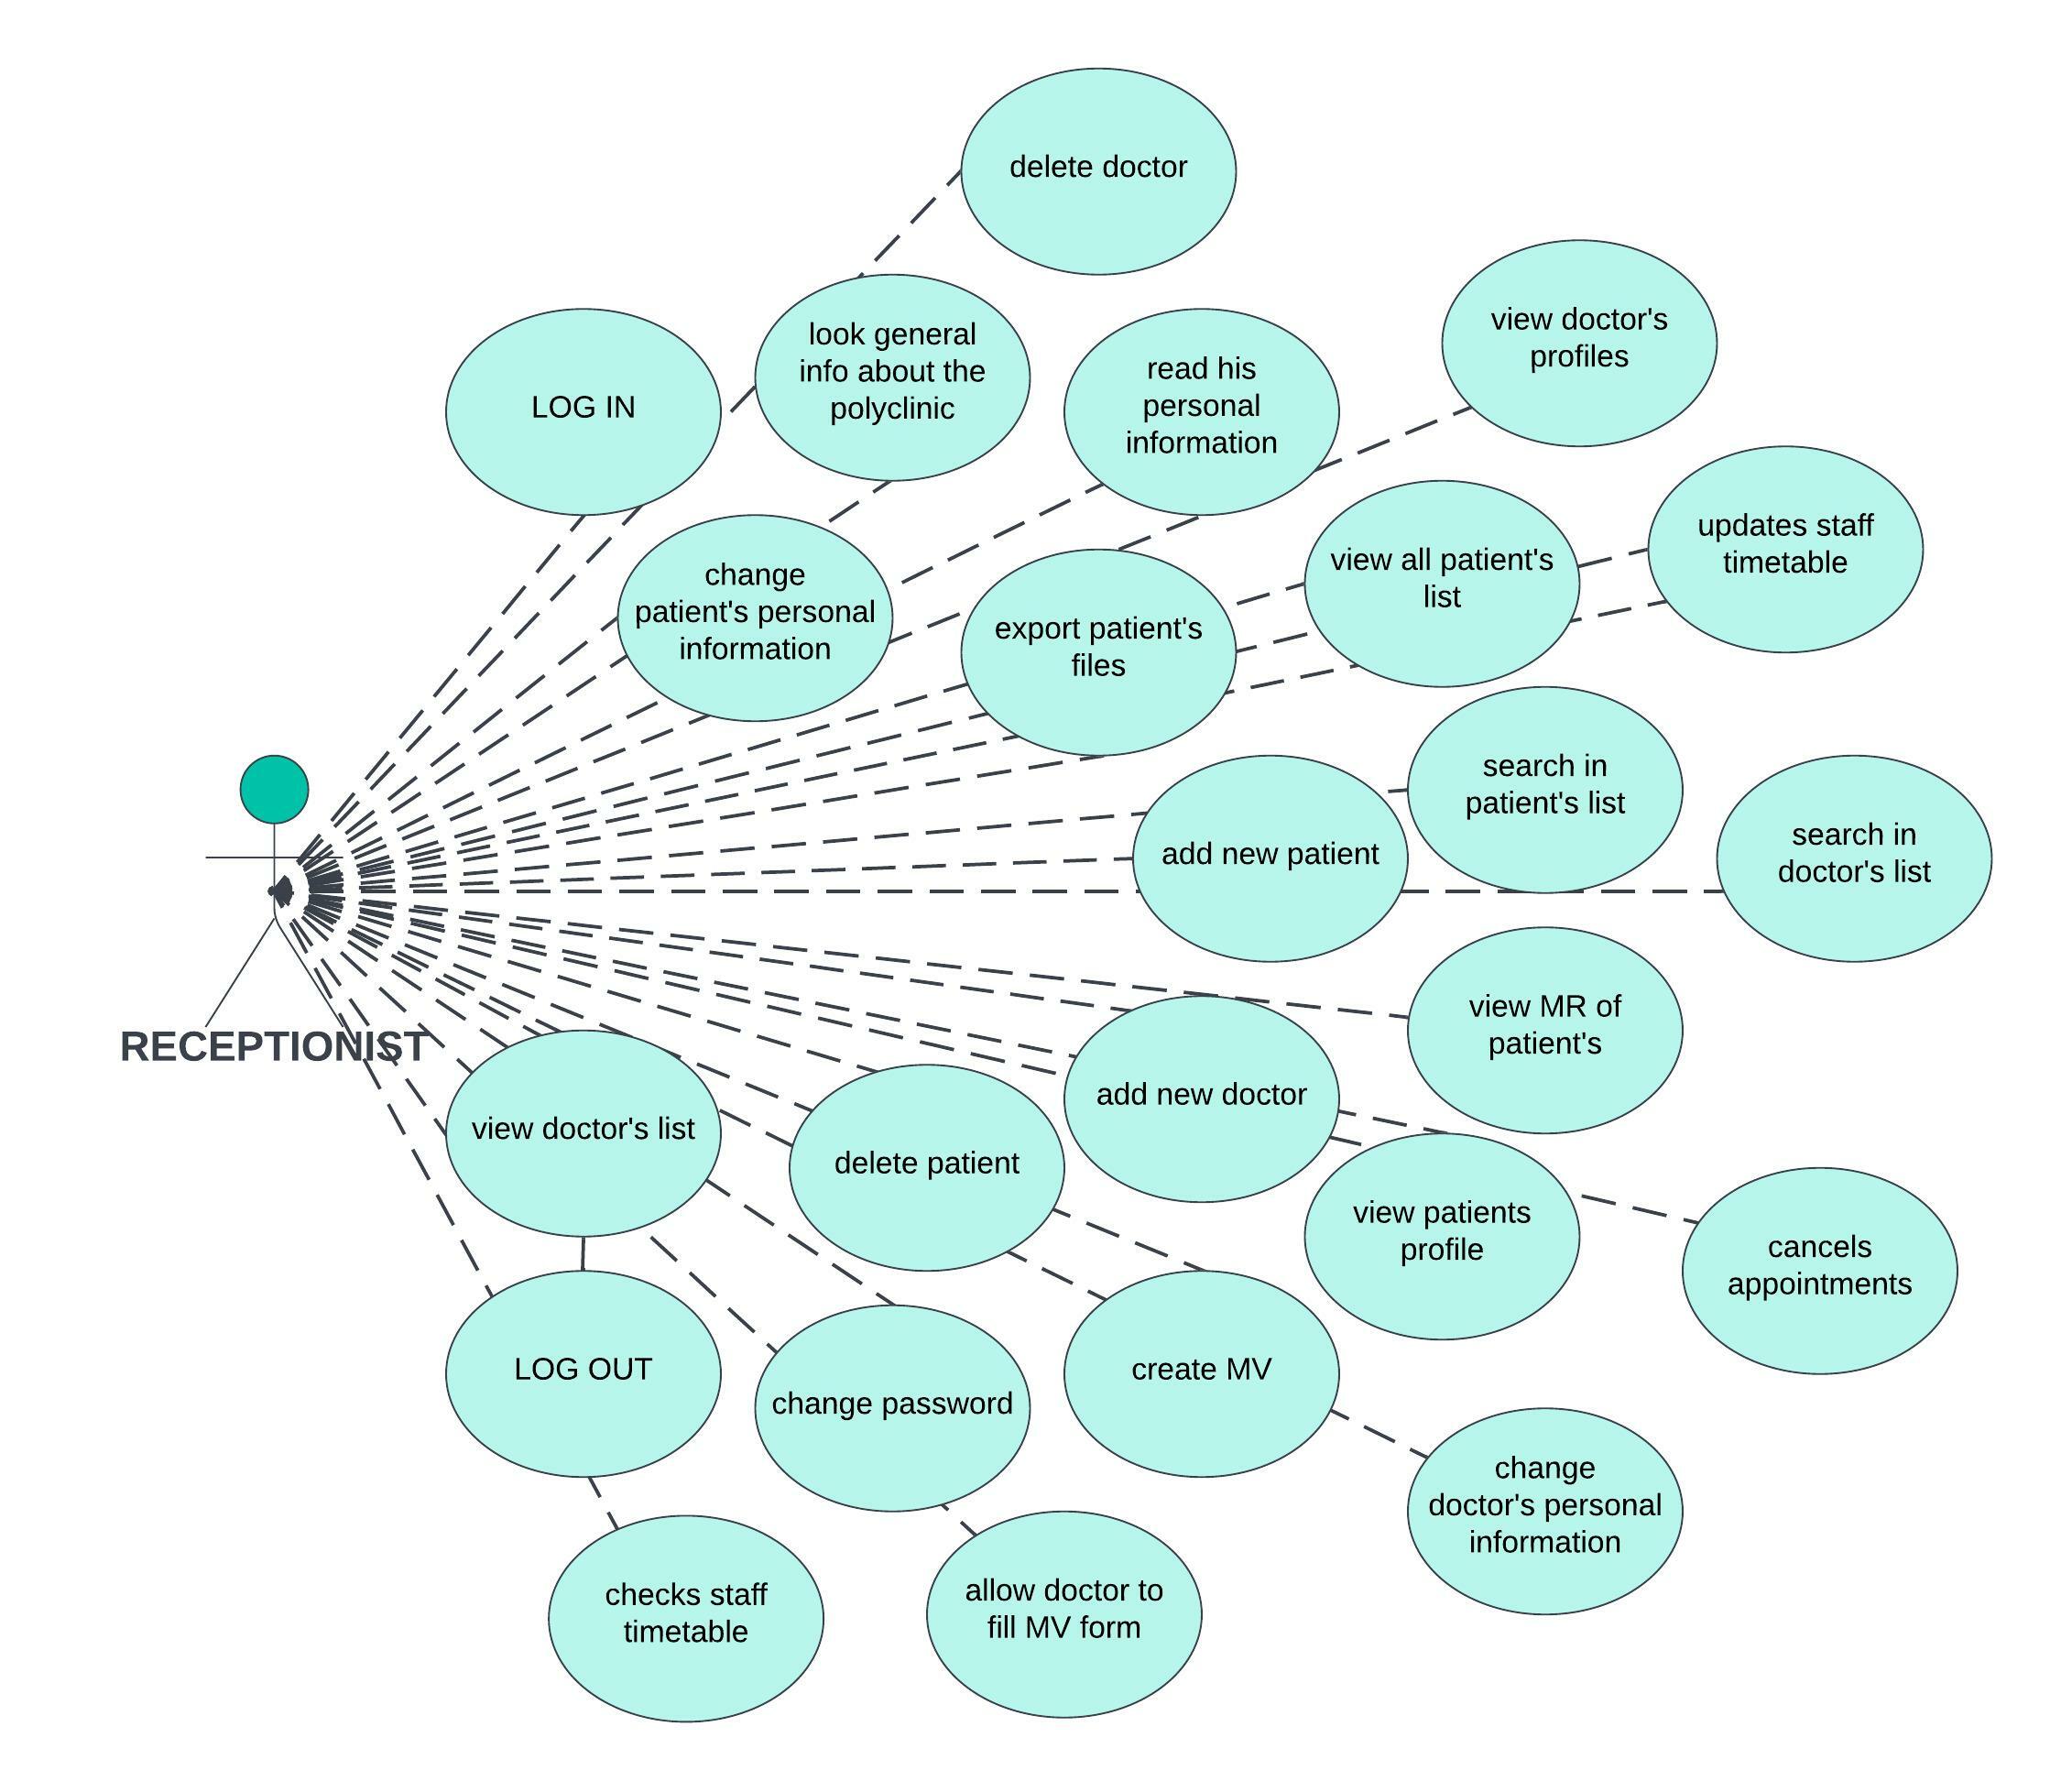 delete doctor
look general
info about the
polyclinic
LOG IN
read his
personal
information
view doctor's
profiles
change
patient's personal
information
export patient's
files
view all patient's
list
updates staff
timetable
search in
patient's list
add new patient
search in
doctor's list
RECEPTIONIST
view MR of
patient's
add new doctor
view doctor's list
delete patient
view patients
profile
cancels
appointments
LOG OUT
change password
create MV
change
doctor's personal
information
checks staff
timetable
allow doctor to
fill MV form